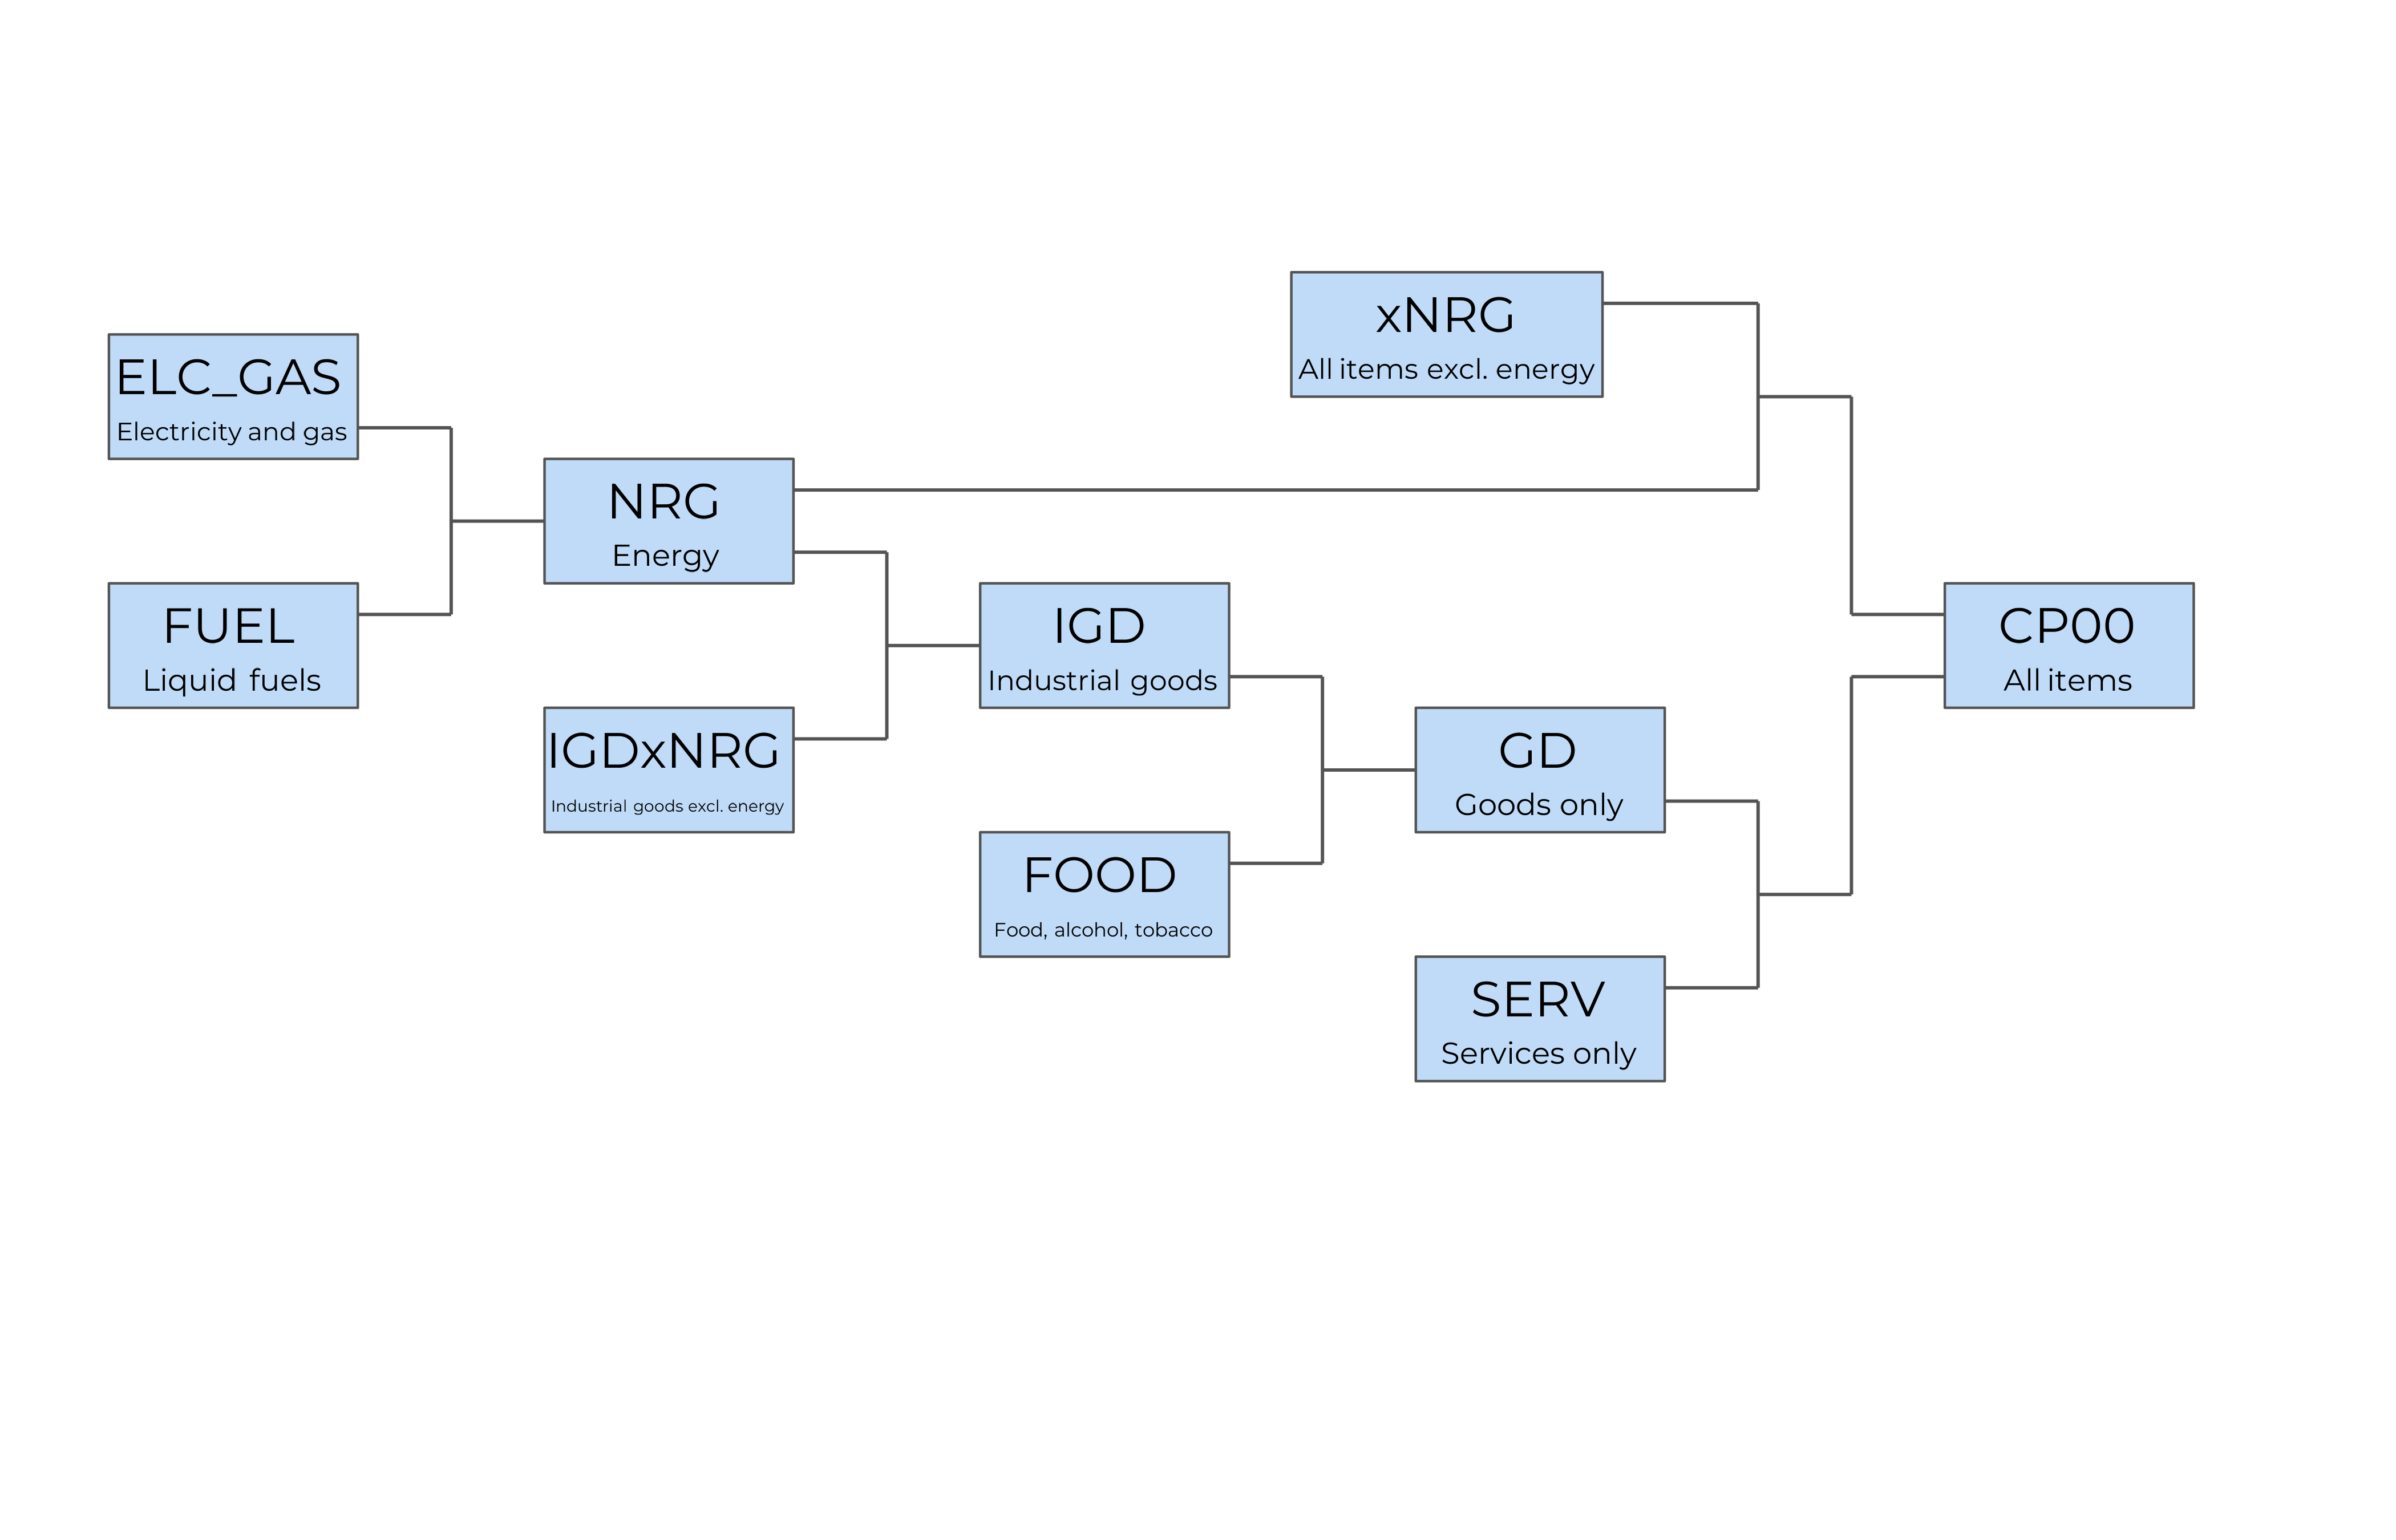 xNRG
All items excl. energy
ELC_GAS
Electricity and gas
NRG
Energy
FUEL
Liquid fuels
IGD
Industrial goods
CP00
All items
IGDxNRG
Industrial goods excl. energy
GD
Goods only
FOOD
Food, alcohol, tobacco
SERV
Services only